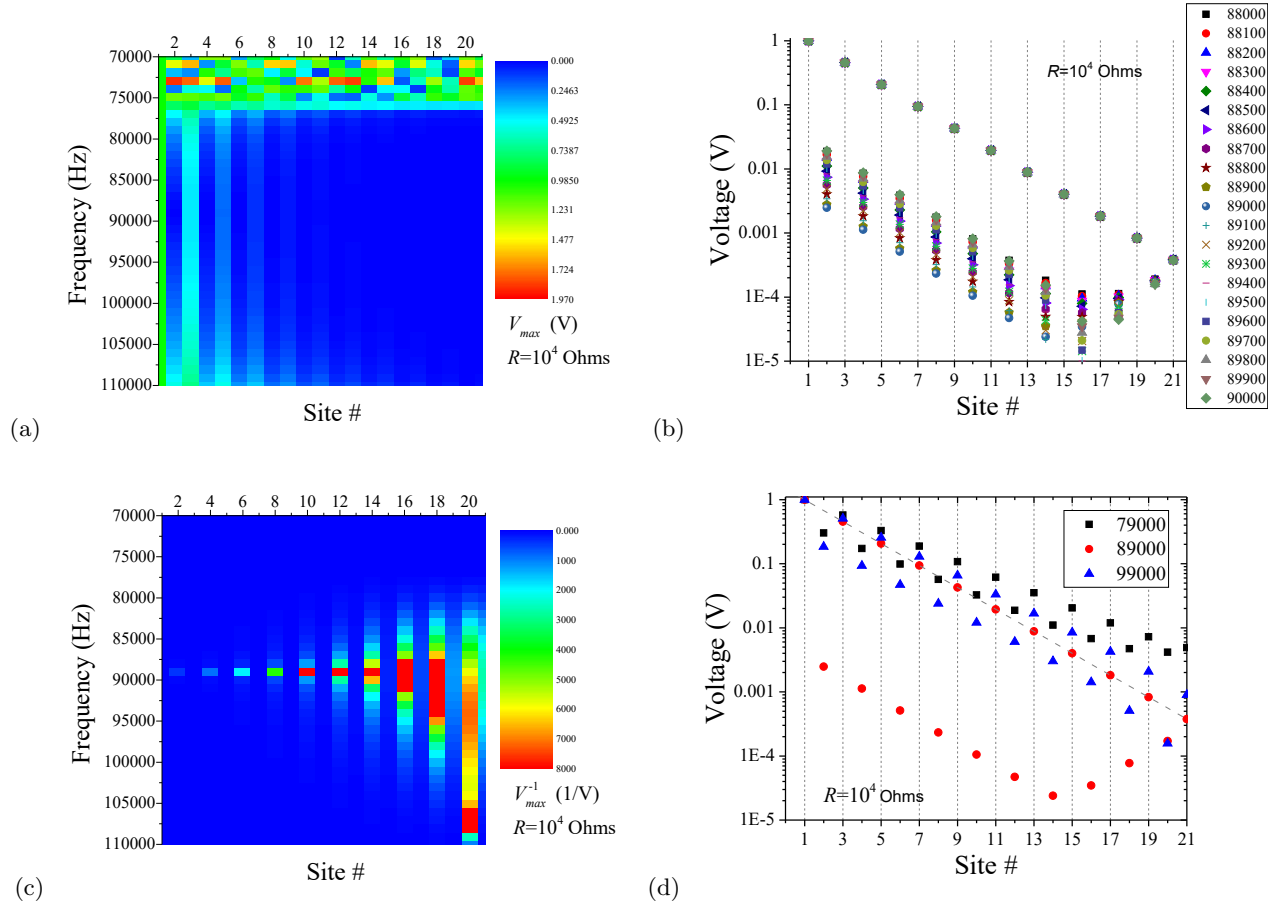 2 4 6 8 10 12 14 16 18 20
70000
75000
80000
85000
90000
95000
100000
105000
110000
Frequency (Hz)
Site #
0.000
0.2463
0.4925
0.7387
0.9850
1.231
1.477
1.724
1.970
Vmax (V)
R=10^4 Ohms
(a)
1
0.1
0.01
0.001
1E-4
1E-5
Voltage (V)
R=10^4 Ohms
1 3 5 7 9 11 13 15 17 19 21
Site #
88000
88100
88200
88300
88400
88500
88600
88700
88800
88900
89000
89100
89200
89300
89400
89500
89600
89700
89800
89900
90000
(b)
2 4 6 8 10 12 14 16 18 20
70000
75000
80000
85000
90000
95000
100000
105000
110000
Frequency (Hz)
Site #
0.000
1000
2000
3000
4000
5000
6000
7000
8000
Vmax^-1 (1/V)
R=10^4 Ohms
(c)
1
0.1
0.01
0.001
1E-4
1E-5
Voltage (V)
79000
89000
99000
R=10^4 Ohms
1 3 5 7 9 11 13 15 17 19 21
Site #
(d)